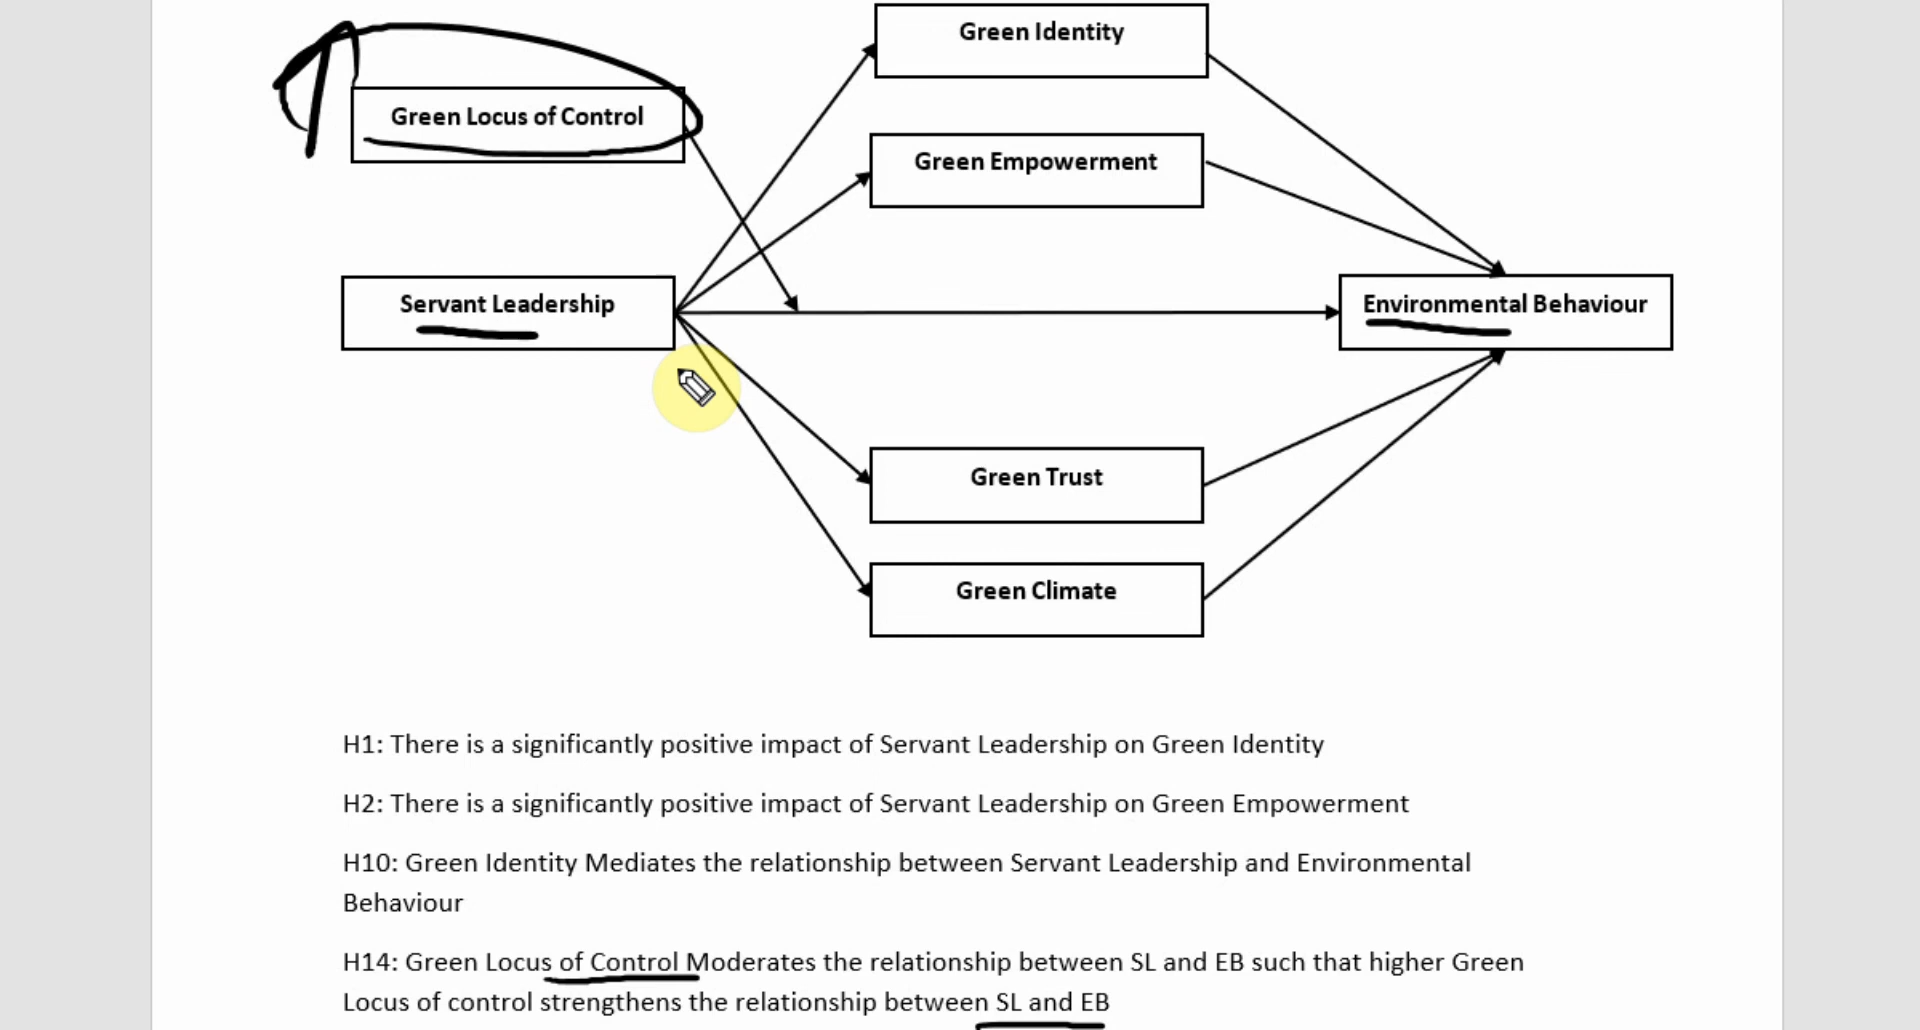 Green Identity
Green Locus of Control
Green Empowerment
Servant Leadership
Environmental Behaviour
Green Trust
Green Climate
H1: There is a significantly positive impact of Servant Leadership on Green Identity
H2: There is a significantly positive impact of Servant Leadership on Green Empowerment
H10: Green Identity Mediates the relationship between Servant Leadership and Environmental
Behaviour
H14: Green Locus of Control Moderates the relationship between SL and EB such that higher Green
Locus of control strengthens the relationship between SL and EB